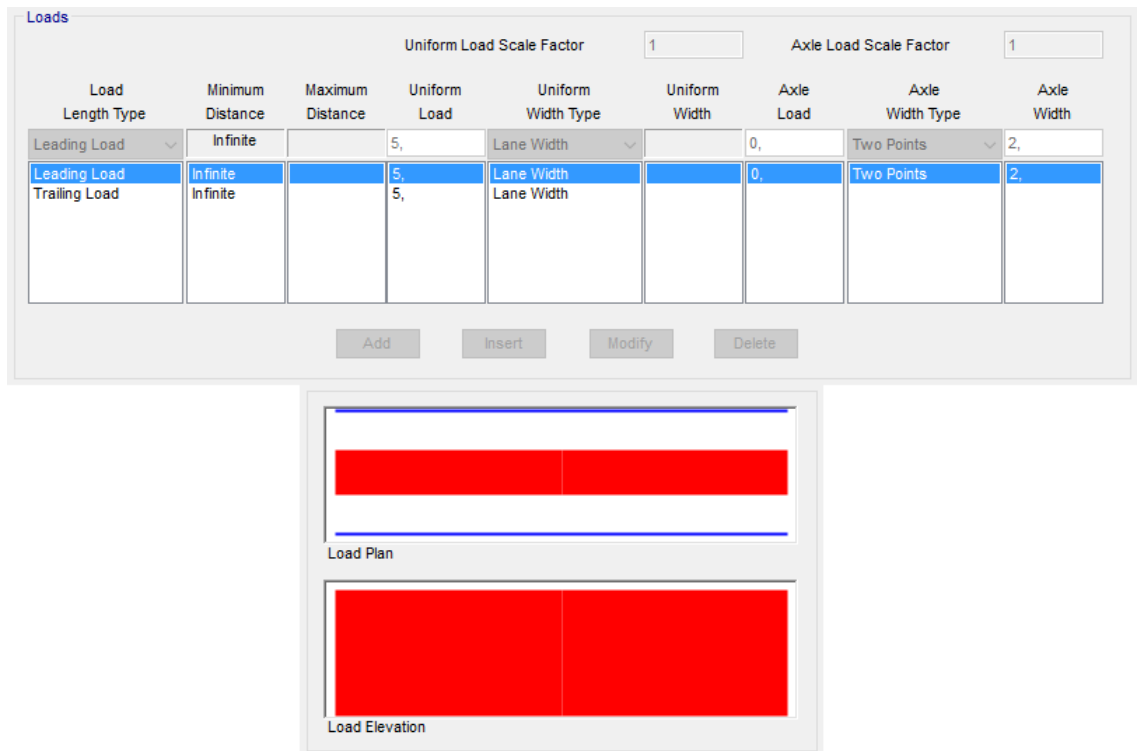 Loads
Uniform Load Scale Factor 1 Axle Load Scale Factor 1
Load Minimum Maximum Uniform Uniform Uniform Axle Axle Axle
Length Type Distance Distance Load Width Type Width Load Width Type Width
Leading Load Infinite 5, Lane Width 0, Two Points 2,
Leading Load Infinite 5, Lane Width 0, Two Points 2,
Trailing Load Infinite 5, Lane Width
Add Insert Modify Delete
Load Plan
Load Elevation